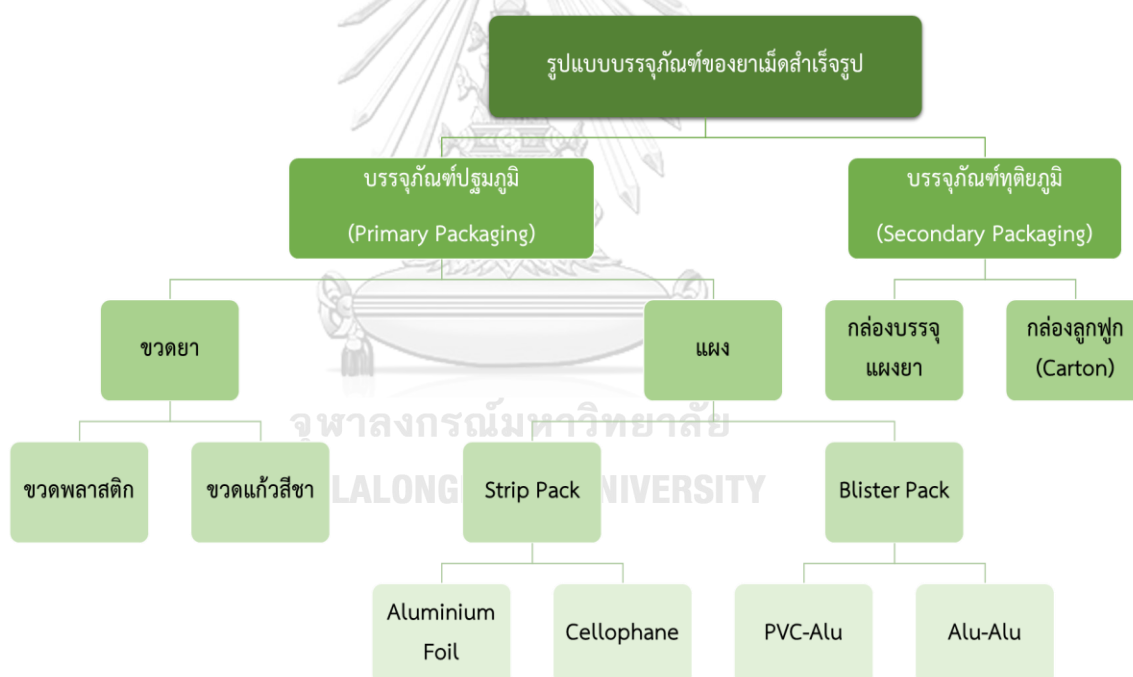 รูปแบบบรรจุภัณฑ์ของยาเม็ดสำเร็จรูป
บรรจุภัณฑ์ปฐมภูมิ
(Primary Packaging)
บรรจุภัณฑ์ทุติยภูมิ
(Secondary Packaging)
ขวดยา
แผง
กล่องบรรจุ
แผงยา
กล่องลูกฟูก
(Carton)
จุฬาลงกรณ์มหาวิทยาลัย
ขวดพลาสติก
ขวดแก้วสีชา
LALONG
Strip Pack
NIVERSITY
Blister Pack
Aluminium
Foil
Cellophane
PVC-Alu
Alu-Alu